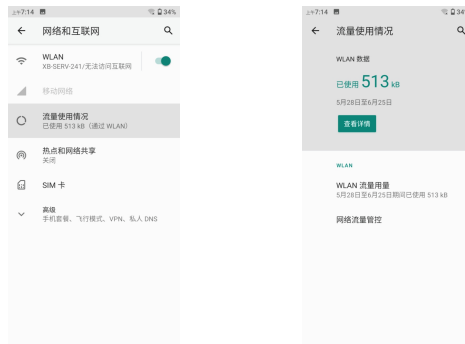 上午7:14
34%
网络和互联网
WLAN
XB-SERV-241/无法访问互联网
移动网络
流量使用情况
已使用 513 kB（通过 WLAN）
热点和网络共享
关闭
SIM 卡
高级
手机套餐、飞行模式、VPN、私人 DNS
上午7:14
34%
流量使用情况
WLAN 数据
已使用 513 kB
5月28日至6月25日
查看详情
WLAN
WLAN 流量用量
5月28日至6月25日期间已使用 513 kB
网络流量管控